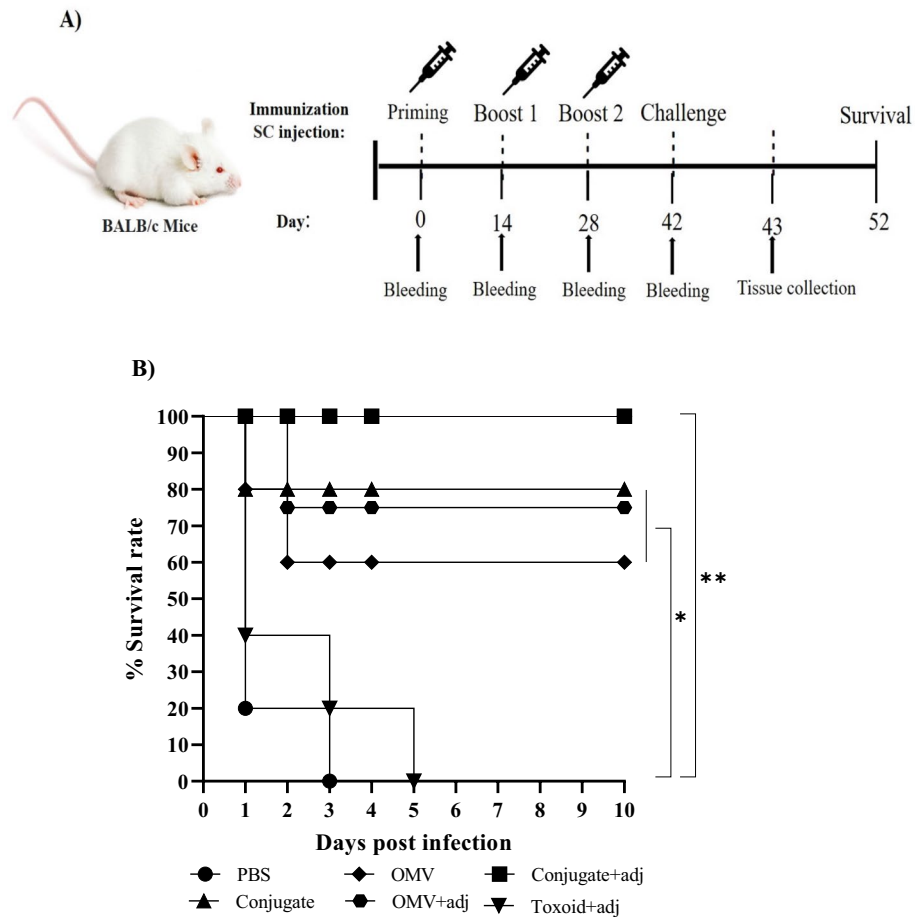 A)
Immunization
SC injection:
Priming
Boost 1
Boost 2
Challenge
Survival
BALB/c Mice
Day:
0
14
28
42
43
52
Bleeding
Bleeding
Bleeding
Bleeding
Tissue collection
B)
% Survival rate
100
90
80
70
60
50
40
30
20
10
0
**
*
0 1 2 3 4 5 6 7 8 9 10
Days post infection
PBS
OMV
Conjugate+adj
Conjugate
OMV+adj
Toxoid+adj